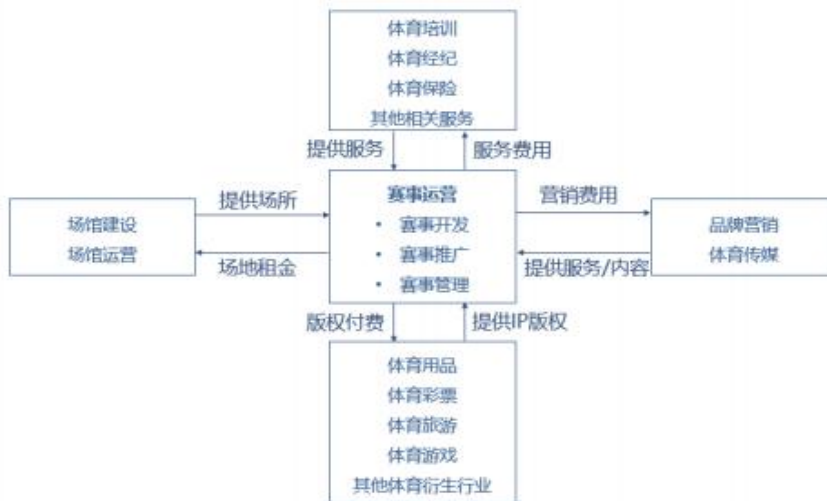 体育培训
体育经纪
体育保险
其他相关服务
提供服务
服务费用
赛事运营
• 赛事开发
• 赛事推广
• 赛事管理
提供场所
场地租金
场馆建设
场馆运营
营销费用
提供服务/内容
品牌营销
体育传媒
版权付费
提供IP版权
体育用品
体育彩票
体育旅游
体育游戏
其他体育衍生行业